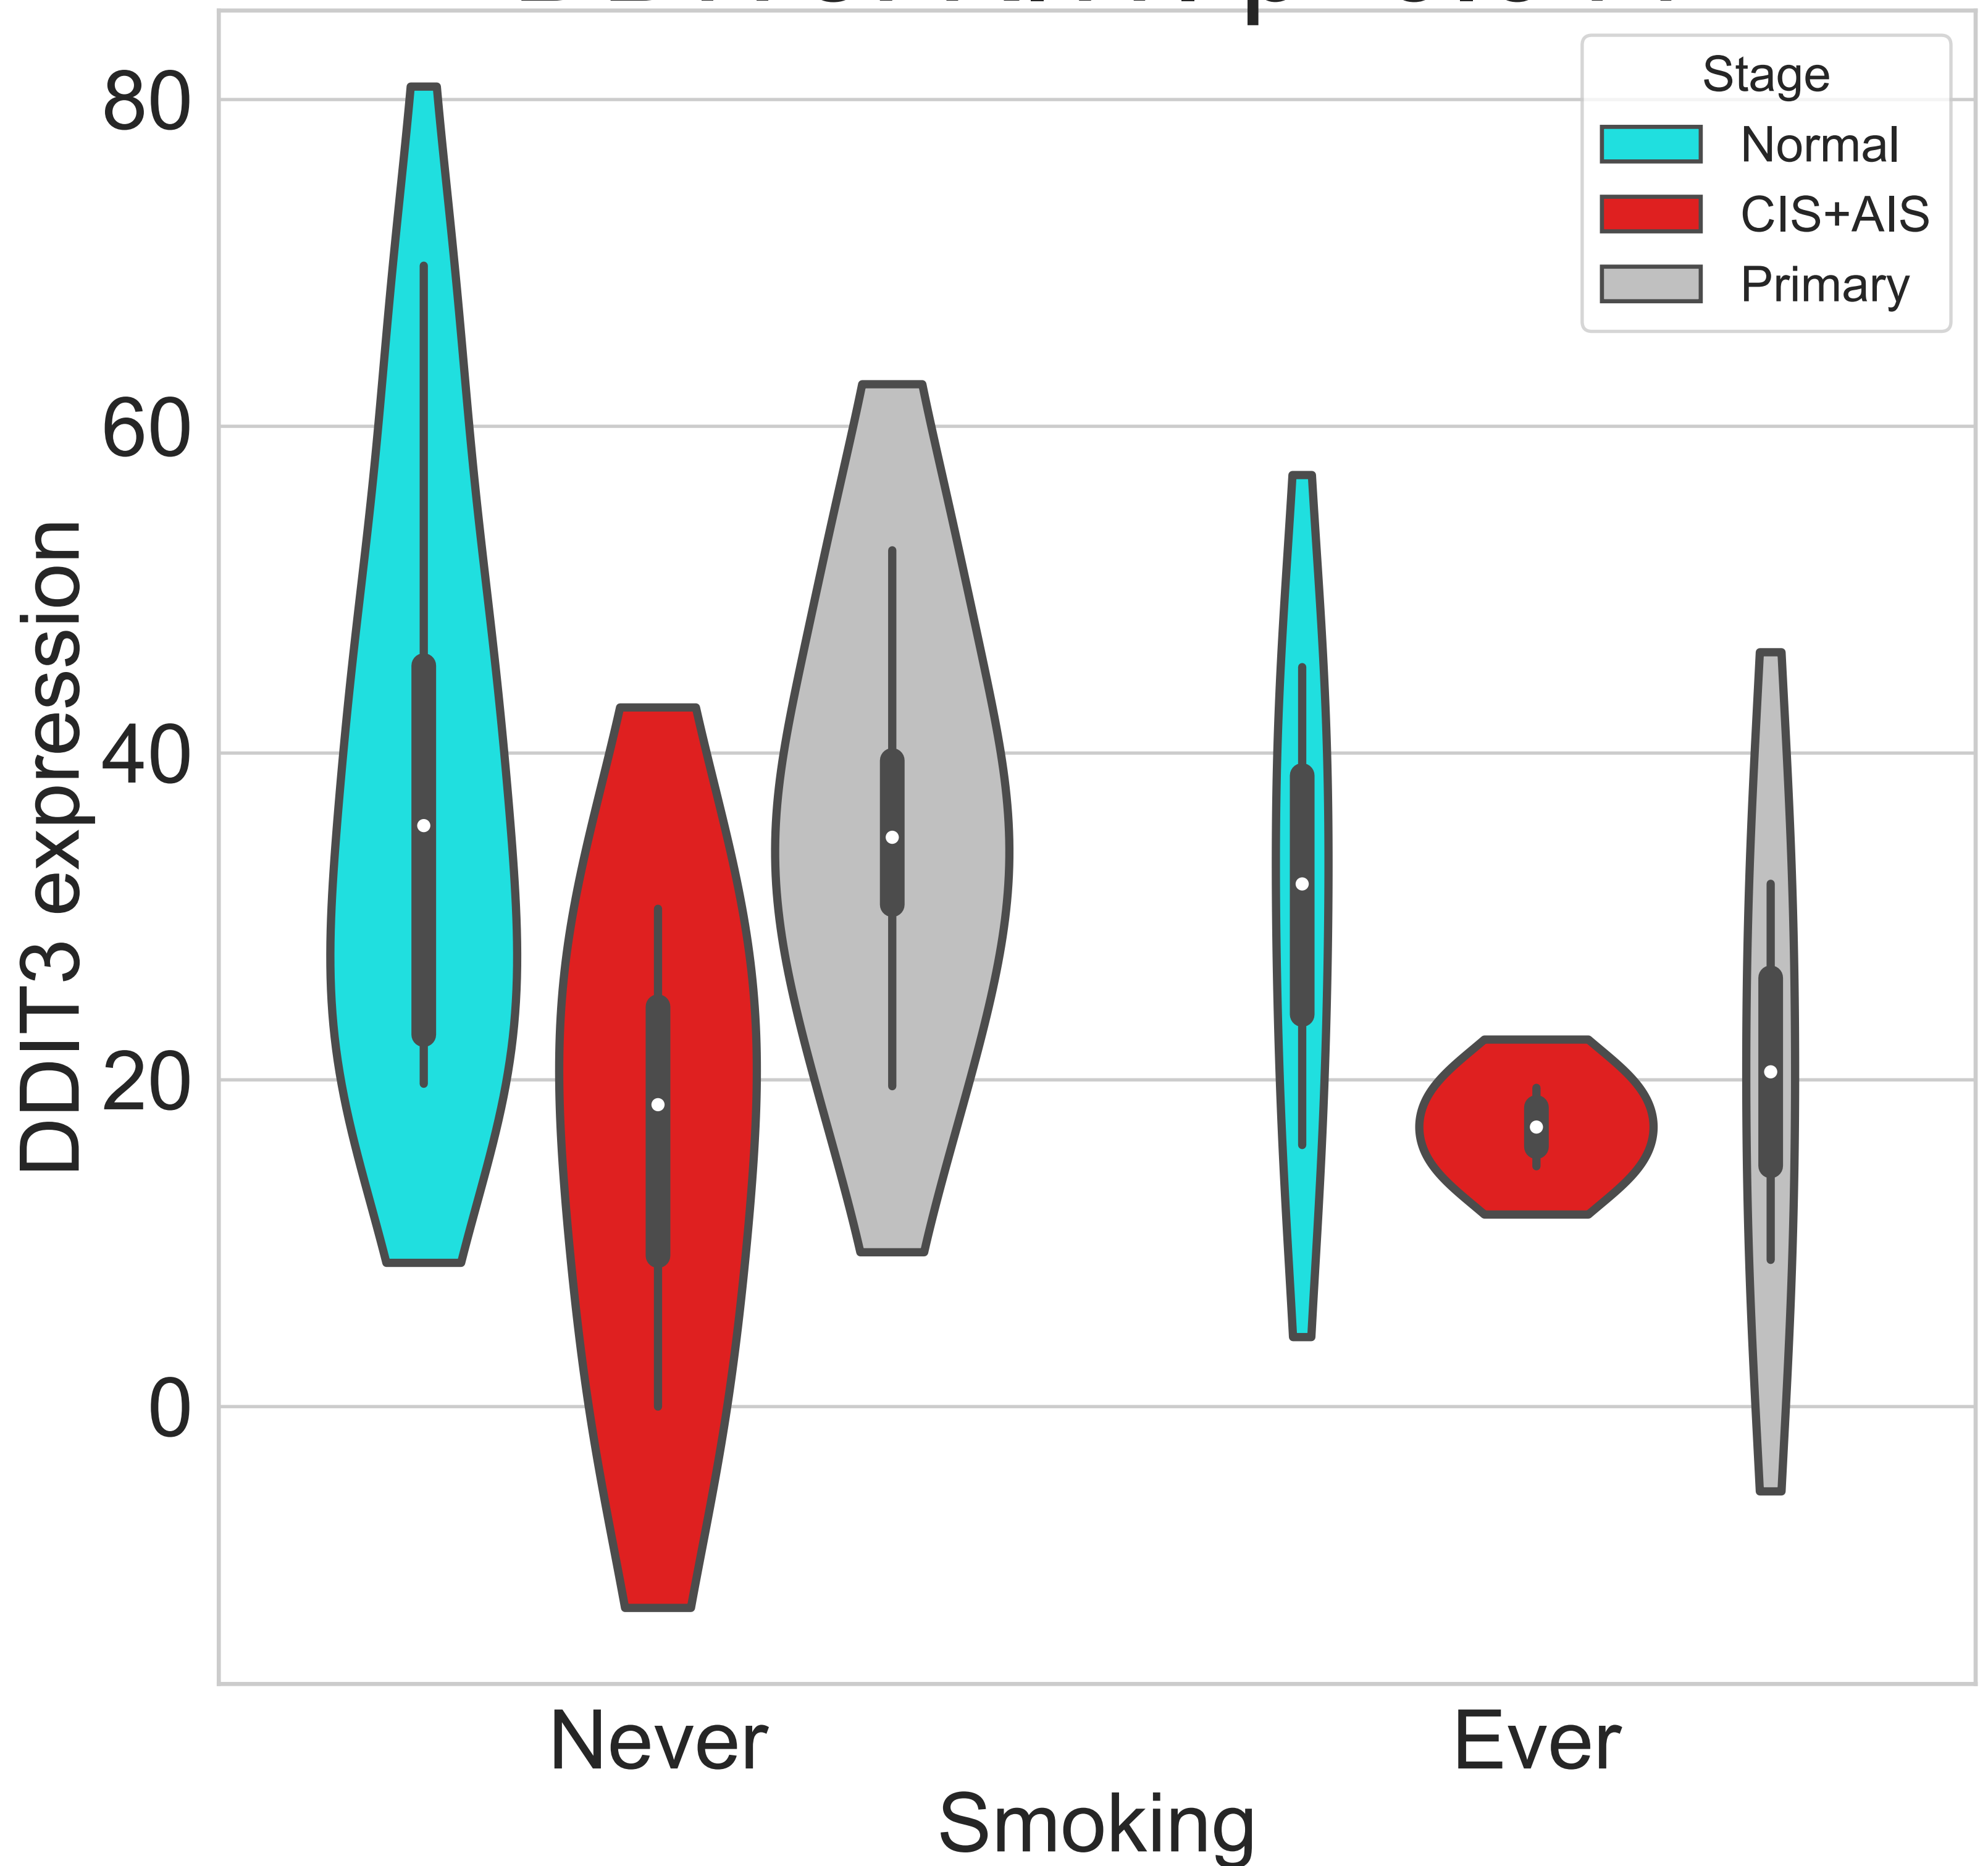 Stage
Normal
CIS+AIS
Primary
80
60
40
20
0
DDIT3 expression
Never
Ever
Smoking